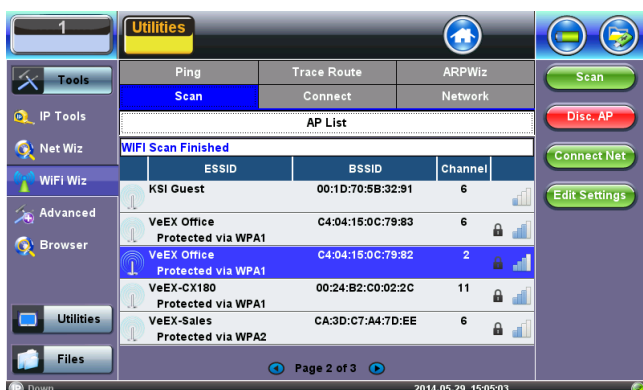 1
Utilities
Tools
Ping
Trace Route
ARPWiz
Scan
Scan
Connect
Network
IP Tools
AP List
Disc. AP
Net Wiz
WIFI Scan Finished
Connect Net
ESSID
BSSID
Channel
WiFi Wiz
KSI Guest
00:1D:70:5B:32:91
6
Edit Settings
Advanced
VeEX Office
C4:04:15:0C:79:83
6
Protected via WPA1
Browser
VeEX Office
C4:04:15:0C:79:82
2
Protected via WPA1
VeEX-CX180
00:24:B2:C0:02:2C
11
Protected via WPA1
Utilities
VeEX-Sales
CA:3D:C7:A4:7D:EE
6
Protected via WPA2
Files
Page 2 of 3
IP Down
2014.05.29 15:05:03